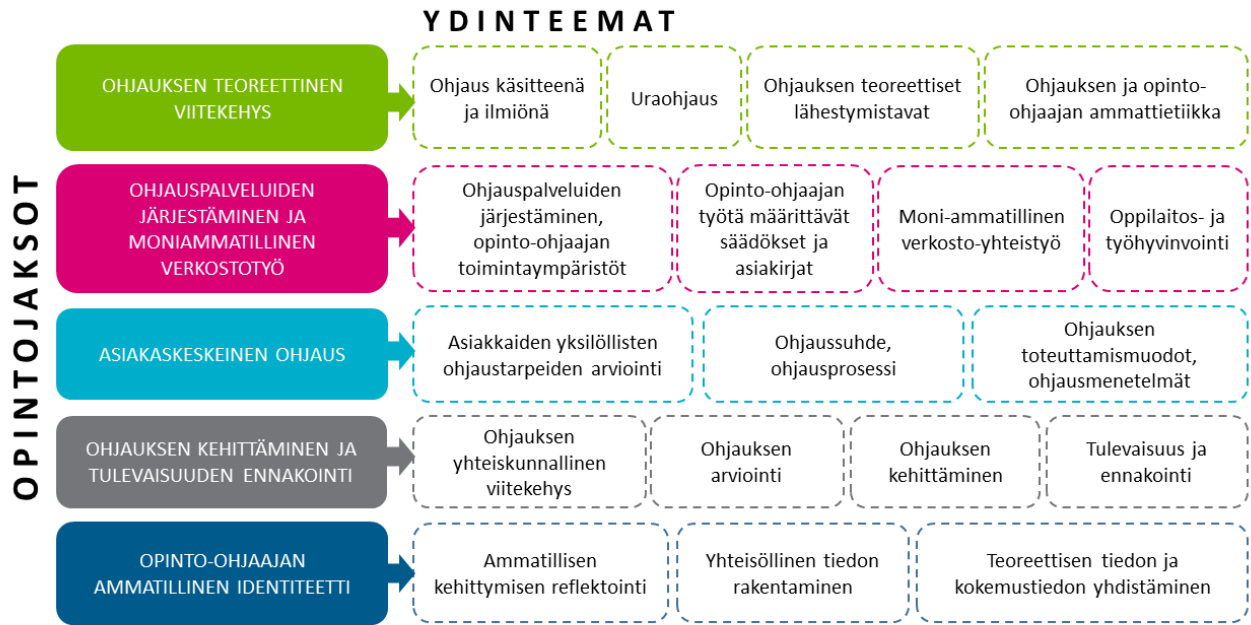 YDINTEEMAT
OPINTOJAKSOT
OHJAUKSEN TEOREETTINEN
VIITEKEHYS
Ohjaus käsitteenä
ja ilmiönä
Uraohjaus
Ohjauksen teoreettiset
lähestymistavat
Ohjauksen ja opinto-
ohjaajan ammattietiikka
OHJAUSPALVELUIDEN
JÄRJESTÄMINEN JA
MONIAMMATILLINEN
VERKOSTOTYÖ
Ohjauspalveluiden
järjestäminen,
opinto-ohjaajan
toimintaympäristöt
Opinto-ohjaajan
työtä määrittävät
säädökset ja
asiakirjat
Moni-ammatillinen
verkosto-yhteistyö
Oppilaitos- ja
työhyvinvointi
ASIAKASKESKEINEN OHJAUS
Asiakkaiden yksilöllisten
ohjaustarpeiden arviointi
Ohjaussuhde,
ohjausprosessi
Ohjauksen
toteuttamismuodot,
ohjausmenetelmät
OHJAUKSEN KEHITTÄMINEN JA
TULEVAISUUDEN ENNAKOINTI
Ohjauksen
yhteiskunnallinen
viitekehys
Ohjauksen
arviointi
Ohjauksen
kehittäminen
Tulevaisuus ja
ennakointi
OPINTO-OHJAAJAN
AMMATILLINEN IDENTITEETTI
Ammatillisen
kehittymisen reflektointi
Yhteisöllinen tiedon
rakentaminen
Teoreettisen tiedon ja
kokemustiedon yhdistäminen